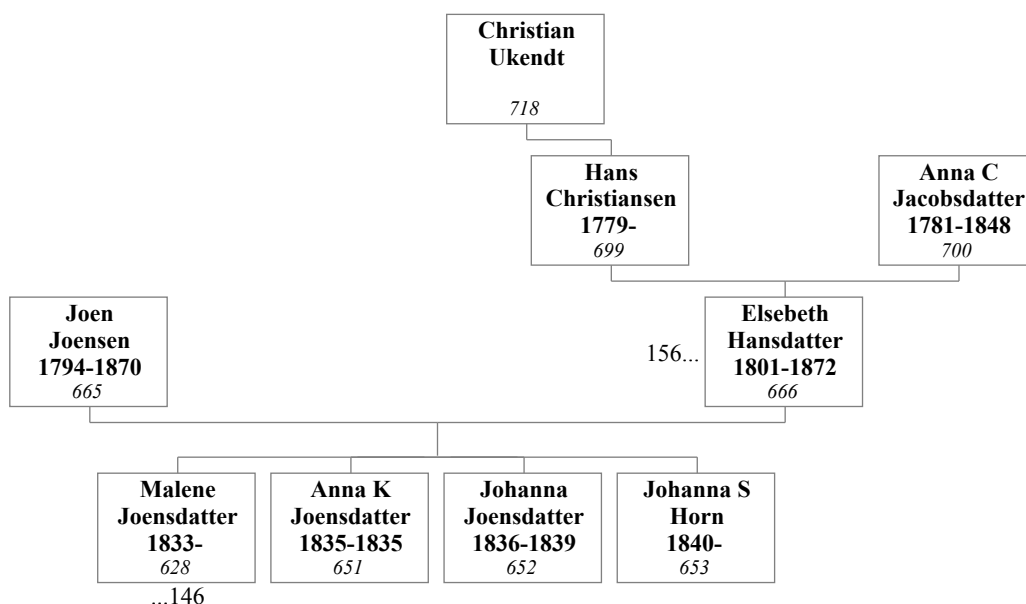 Christian
Ukendt
718
Hans
Christiansen
1779-
699
Anna C
Jacobsdatter
1781-1848
700
Joen
Joensen
1794-1870
665
156...
Elsebeth
Hansdatter
1801-1872
666
Malene
Joensdatter
1833-
628
...146
Anna K
Joensdatter
1835-1835
651
Johanna
Joensdatter
1836-1839
652
Johanna S
Horn
1840-
653